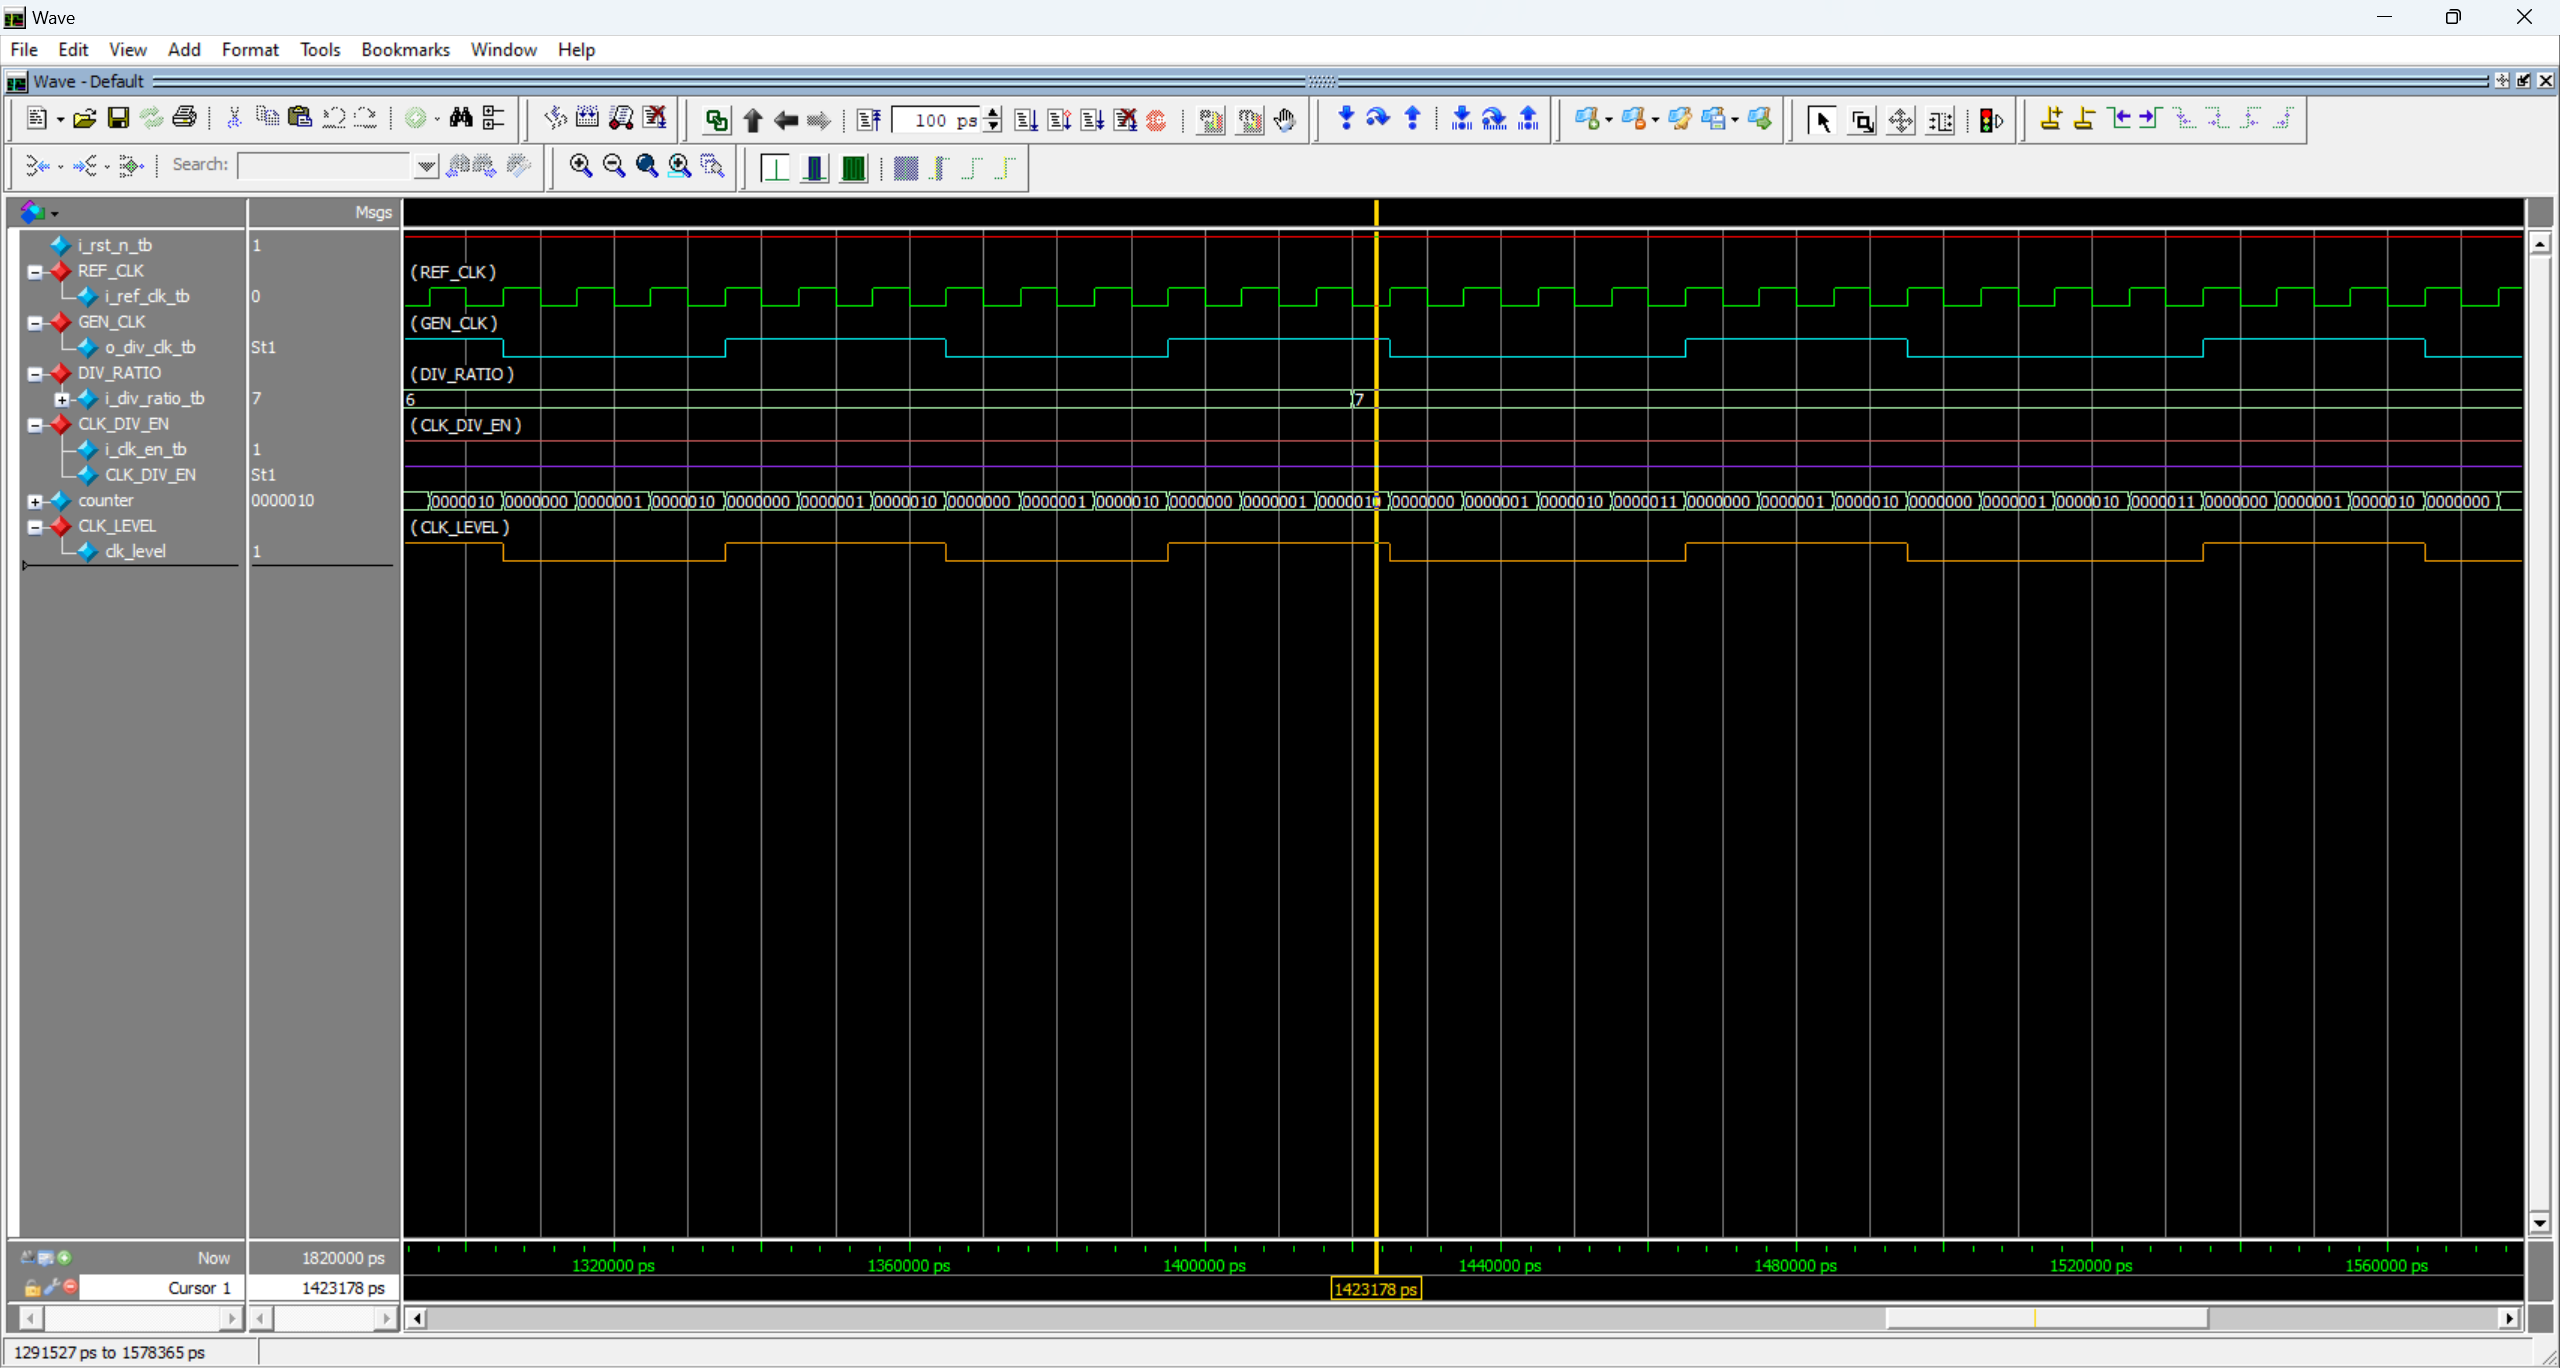 Wave
File Edit View Add Format Tools Bookmarks Window Help
Wave - Default
100 ps
Search:
Msgs
i_rst_n_tb 1
REF_CLK (REF_CLK)
i_ref_clk_tb 0
GEN_CLK (GEN_CLK)
o_div_clk_tb St1
DIV_RATIO (DIV_RATIO)
i_div_ratio_tb 7 6 7
CLK_DIV_EN (CLK_DIV_EN)
i_clk_en_tb 1
CLK_DIV_EN St1
counter 0000010 0000010 0000000 0000001 0000010 0000000 0000001 0000010 0000000 0000001 0000010 0000000 0000001 0000010 0000000 0000001 0000010 0000011 0000000 0000001 0000010 0000000 0000001 0000010 0000011 0000000 0000001 0000010 0000000
CLK_LEVEL (CLK_LEVEL)
clk_level 1
Now 1820000 ps 1320000 ps 1360000 ps 1400000 ps 1440000 ps 1480000 ps 1520000 ps 1560000 ps
Cursor 1 1423178 ps 1423178 ps
1291527 ps to 1578365 ps